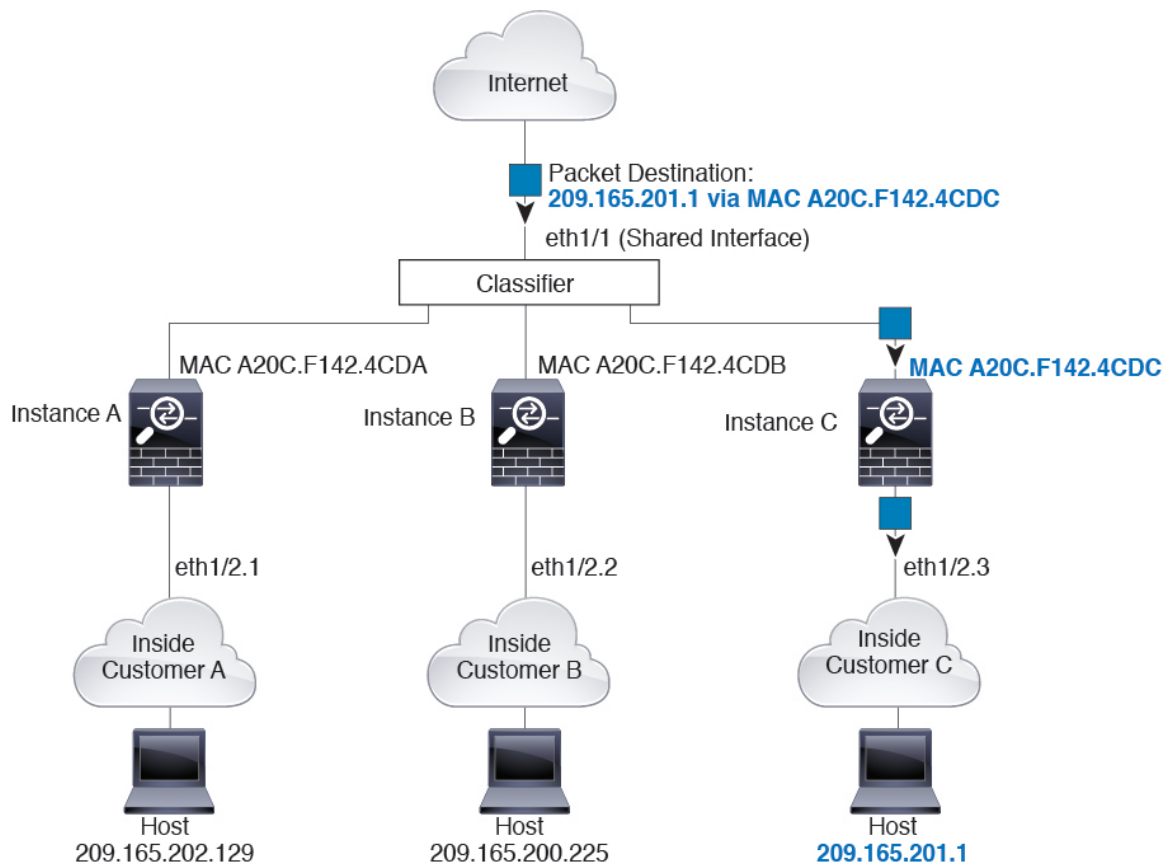 Internet
Packet Destination:
209.165.201.1 via MAC A20C.F142.4CDC
eth1/1 (Shared Interface)
Classifier
MAC A20C.F142.4CDA
MAC A20C.F142.4CDB
MAC A20C.F142.4CDC
Instance A
Instance B
Instance C
eth1/2.1
eth1/2.2
eth1/2.3
Inside
Customer A
Inside
Customer B
Inside
Customer C
Host
209.165.202.129
Host
209.165.200.225
Host
209.165.201.1